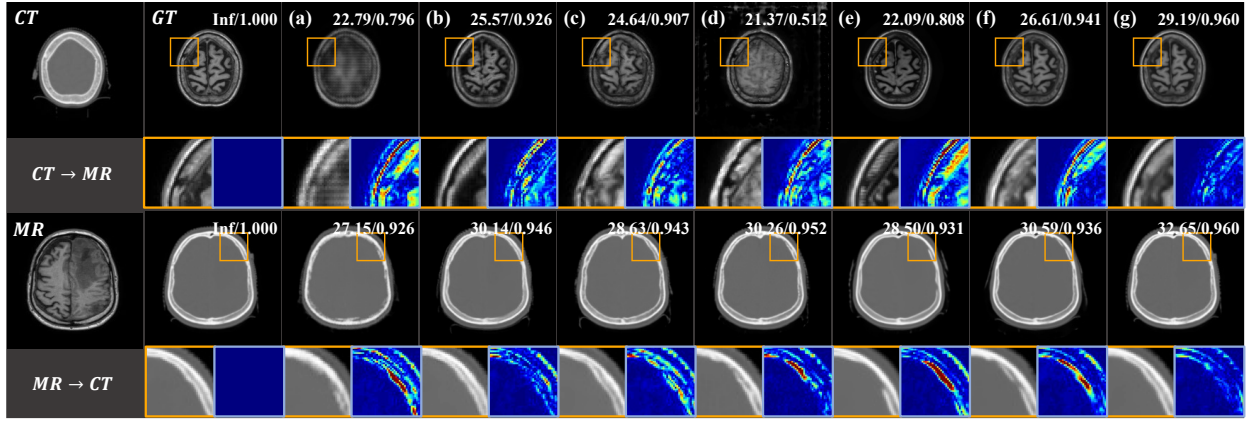 CT GT Inf/1.000 (a) 22.79/0.796 (b) 25.57/0.926 (c) 24.64/0.907 (d) 21.37/0.512 (e) 22.09/0.808 (f) 26.61/0.941 (g) 29.19/0.960
CT → MR
MR Inf/1.000 27.15/0.926 30.14/0.946 28.63/0.943 30.26/0.952 28.50/0.931 30.59/0.936 32.65/0.960
MR → CT